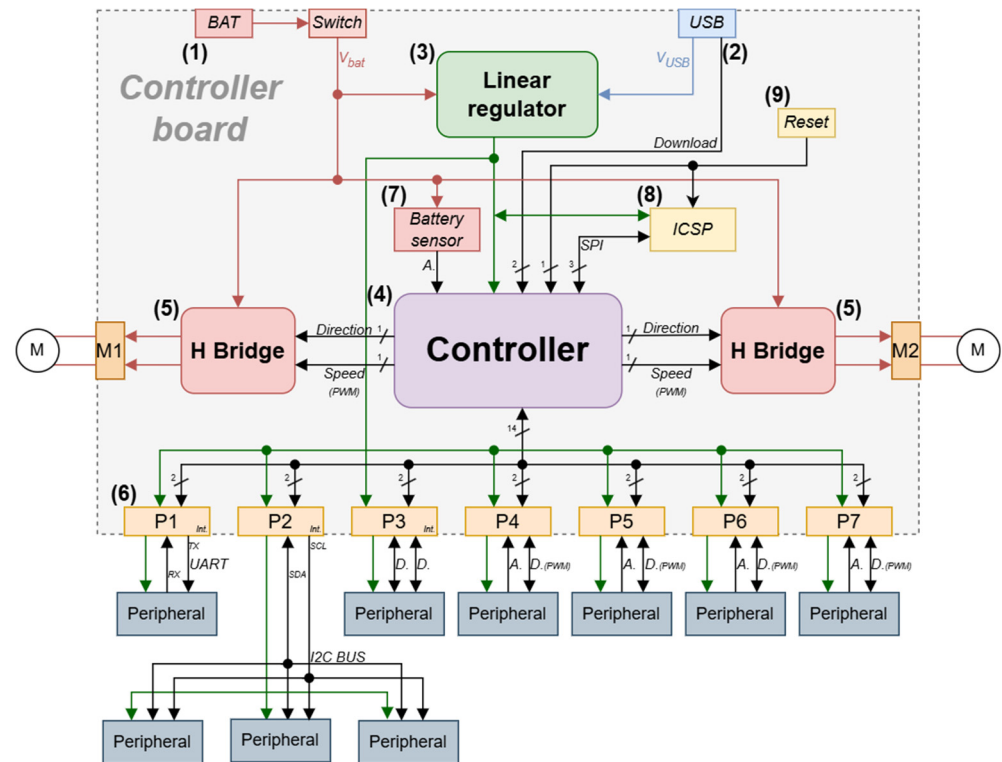 BAT
Switch
USB
(1)
(2)
V_bat
(3)
V_USB
Linear
regulator
Controller
board
(9)
Reset
Download
(7)
(8)
Battery
sensor
ICSP
SPI
A.
2
1
3
(4)
(5)
(5)
M
M1
H Bridge
Direction
1
Speed
(PWM)
1
Controller
1
Direction
1
Speed
(PWM)
H Bridge
M2
M
14
2
2
2
2
2
2
2
(6)
P1
Int.
P2
Int.
P3
Int.
P4
P5
P6
P7
TX
SCL
UART
RX
SDA
D.
D.
A.
D.(PWM)
A.
D.(PWM)
A.
D.(PWM)
A.
D.(PWM)
Peripheral
Peripheral
Peripheral
Peripheral
Peripheral
Peripheral
I2C BUS
Peripheral
Peripheral
Peripheral